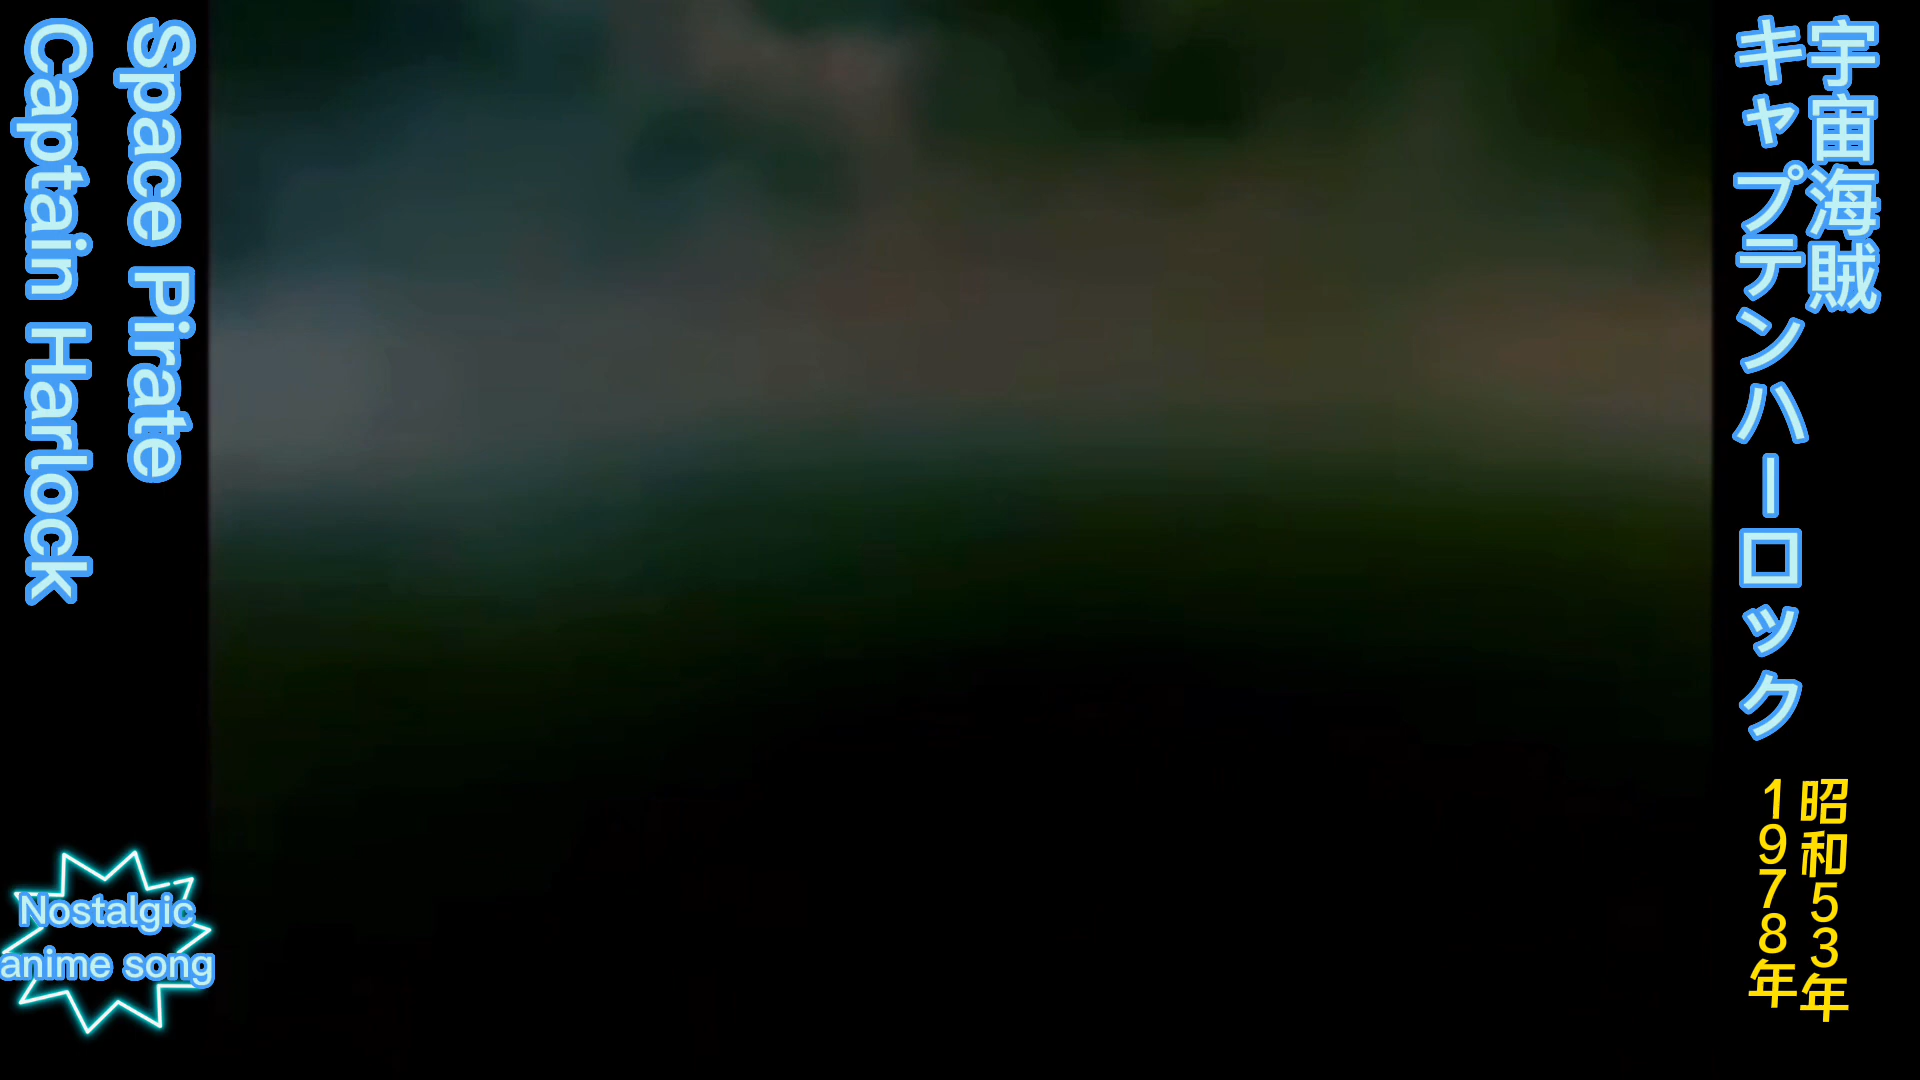 Space Pirate
Captain Harlock
宇宙海賊
キャプテンハーロック
昭和53年
1978年
Nostalgic
anime song